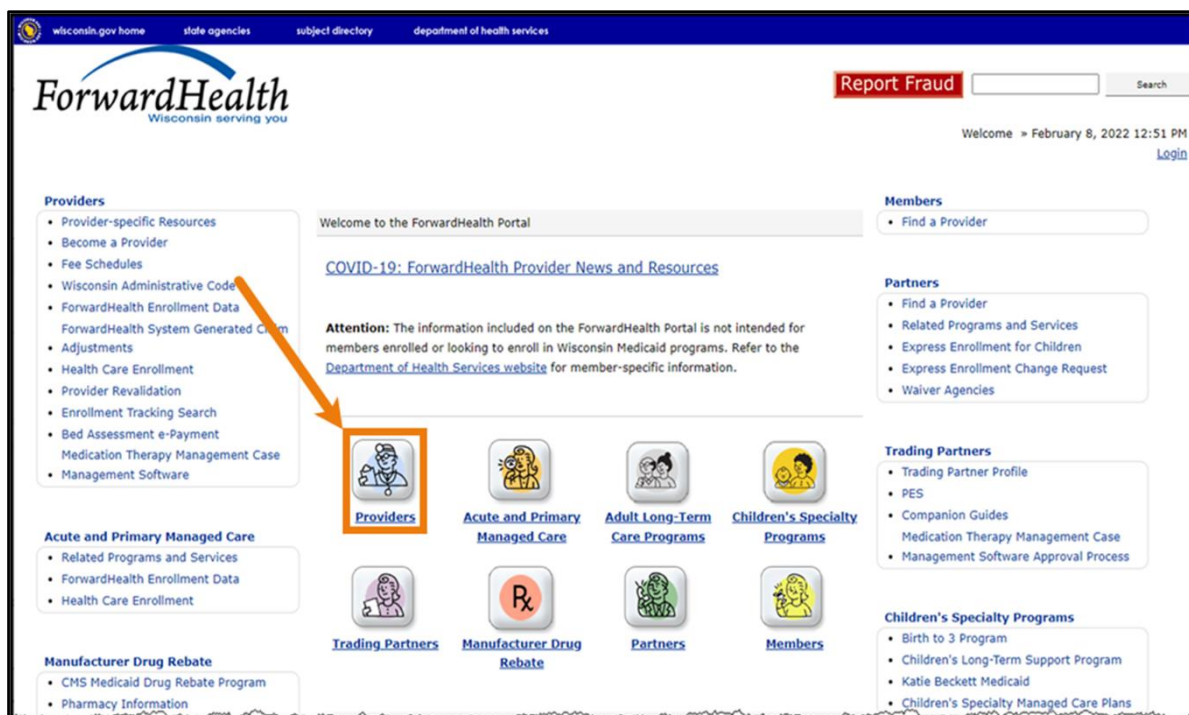 wisconsin.gov home state agencies subject directory department of health services
ForwardHealth
Wisconsin serving you
Report Fraud Search
Welcome » February 8, 2022 12:51 PM
Login
Providers
• Provider-specific Resources
• Become a Provider
• Fee Schedules
• Wisconsin Administrative Code
• ForwardHealth Enrollment Data
ForwardHealth System Generated Claim
• Adjustments
• Health Care Enrollment
• Provider Revalidation
• Enrollment Tracking Search
• Bed Assessment e-Payment
Medication Therapy Management Case
• Management Software
Acute and Primary Managed Care
• Related Programs and Services
• ForwardHealth Enrollment Data
• Health Care Enrollment
Manufacturer Drug Rebate
• CMS Medicaid Drug Rebate Program
• Pharmacy Information
Welcome to the ForwardHealth Portal
COVID-19: ForwardHealth Provider News and Resources
Attention: The information included on the ForwardHealth Portal is not intended for
members enrolled or looking to enroll in Wisconsin Medicaid programs. Refer to the
Department of Health Services website for member-specific information.
Providers
Acute and Primary
Managed Care
Adult Long-Term
Care Programs
Children's Specialty
Programs
Rx
Trading Partners
Manufacturer Drug
Rebate
Partners
Members
Members
• Find a Provider
Partners
• Find a Provider
• Related Programs and Services
• Express Enrollment for Children
• Express Enrollment Change Request
• Waiver Agencies
Trading Partners
• Trading Partner Profile
• PES
• Companion Guides
Medication Therapy Management Case
• Management Software Approval Process
Children's Specialty Programs
• Birth to 3 Program
• Children's Long-Term Support Program
• Katie Beckett Medicaid
• Children's Specialty Managed Care Plans